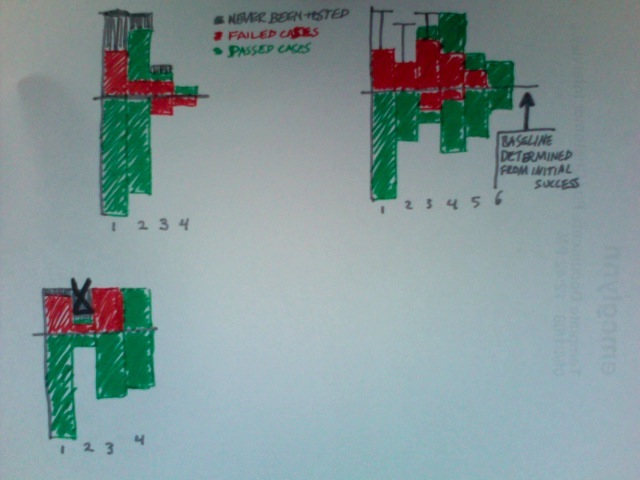 NEVER BEEN TESTED
FAILED CASES
PASSED CASES
1 2 3 4
1 2 3 4 5 6
BASELINE
DETERMINED
FROM INITIAL
SUCCESS
1 2 3 4